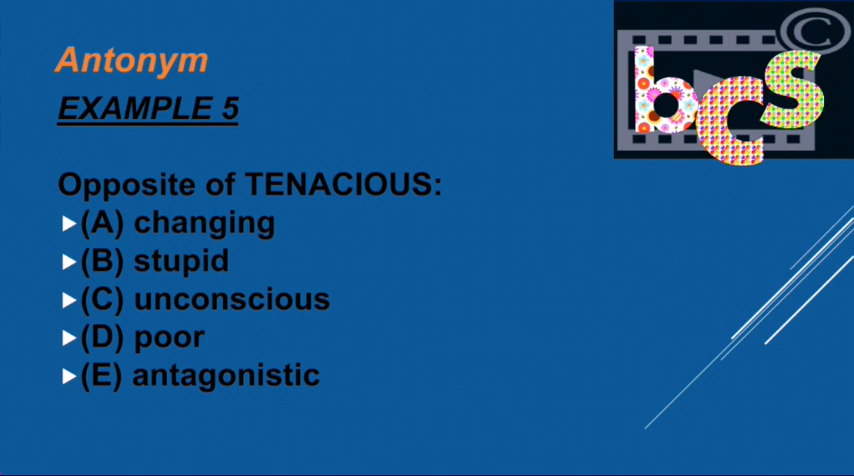 Antonym
©
bcs
EXAMPLE 5
Opposite of TENACIOUS:
(A) changing
(B) stupid
(C) unconscious
(D) poor
(E) antagonistic